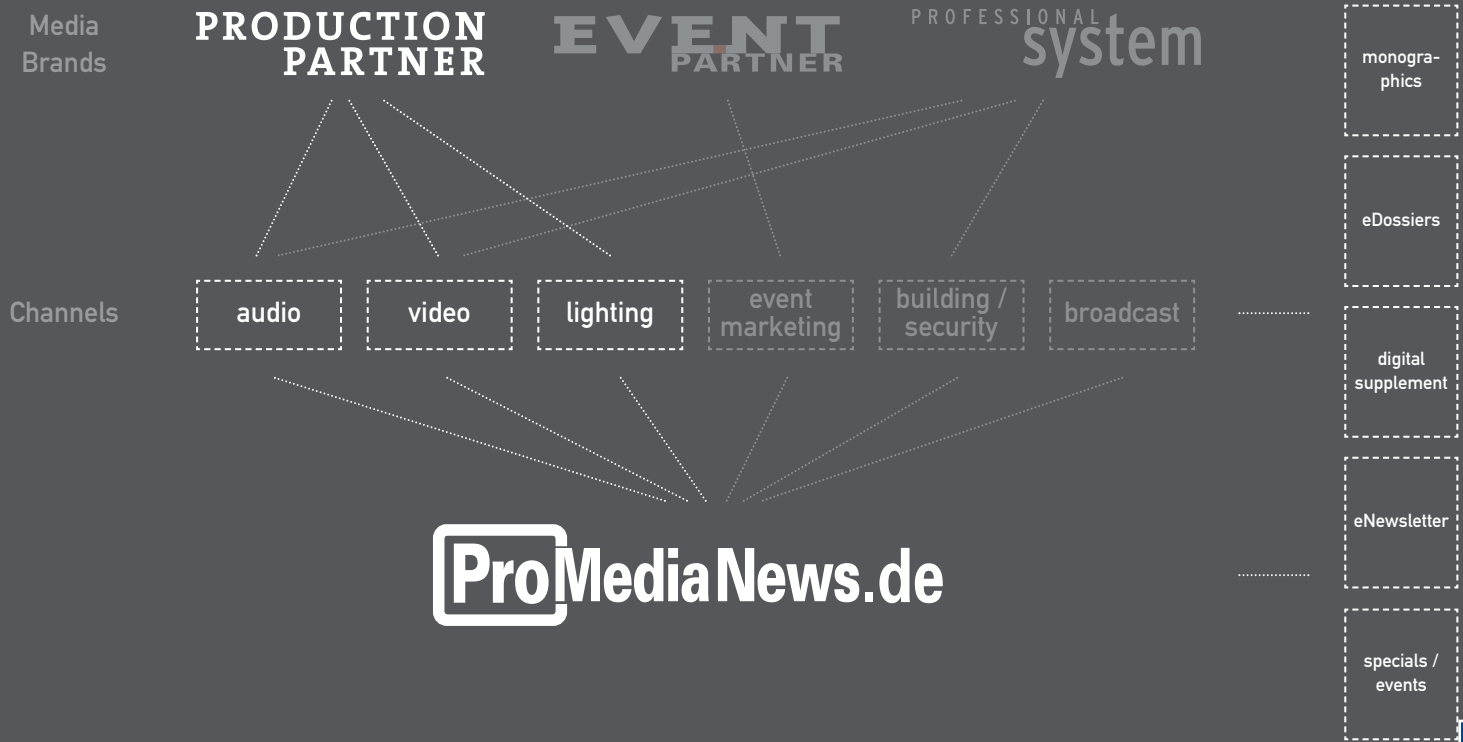 Media
Brands
PRODUCTION
PARTNER
EVENT
PARTNER
PROFESSIONAL
system
Channels
audio
video
lighting
event
marketing
building /
security
broadcast
ProMediaNews.de
monogra-
phics
eDossiers
digital
supplement
eNewsletter
specials /
events